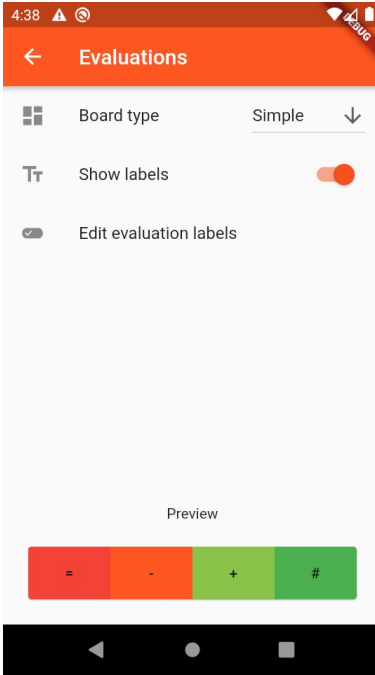 4:38
DEBUG
Evaluations
Board type Simple
Show labels
Edit evaluation labels
Preview
= - + #